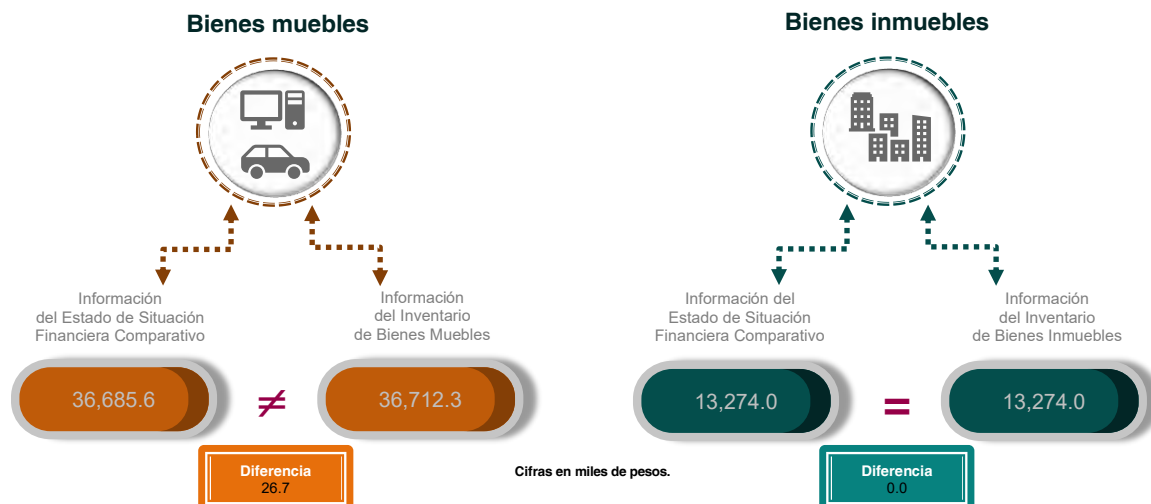 Bienes muebles
Información
del Estado de Situación
Financiera Comparativo
Información
del Inventario
de Bienes Muebles
36,685.6
≠
36,712.3
Diferencia
26.7
Cifras en miles de pesos.
Bienes inmuebles
Información del
Estado de Situación
Financiera Comparativo
Información
del Inventario
de Bienes Inmuebles
13,274.0
=
13,274.0
Diferencia
0.0